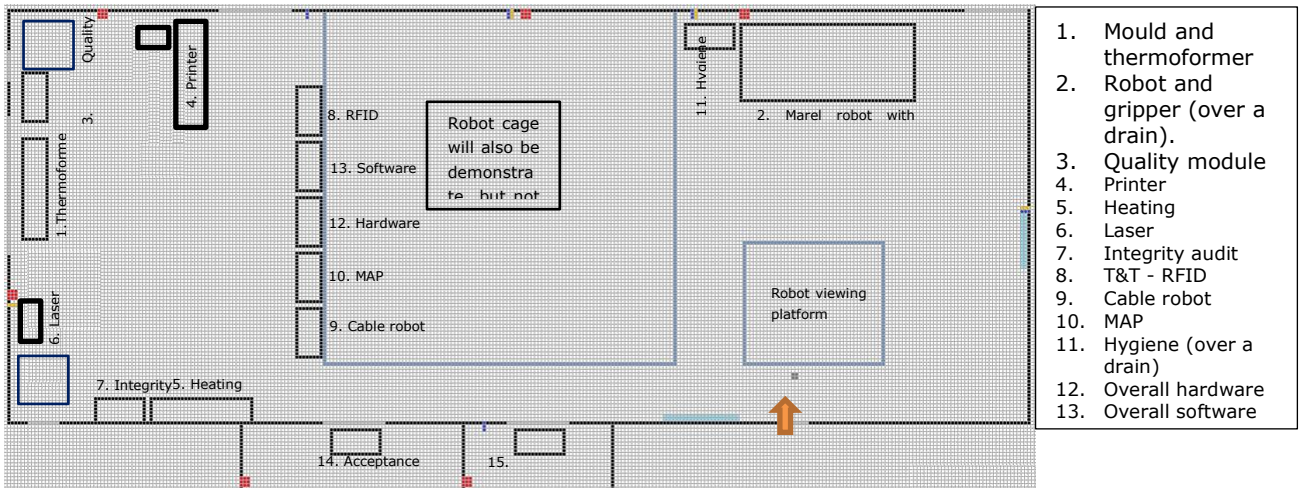 Quality
3.
4. Printer
1.Thermoforme
6. Laser
7. Integrity
5. Heating
8. RFID
13. Software
12. Hardware
10. MAP
9. Cable robot
Robot cage
will also be
demonstra
te, but not
11. Hygiene
2. Marel robot with
Robot viewing
platform
14. Acceptance
15.
1. Mould and
thermoformer
2. Robot and
gripper (over a
drain).
3. Quality module
4. Printer
5. Heating
6. Laser
7. Integrity audit
8. T&T - RFID
9. Cable robot
10. MAP
11. Hygiene (over a
drain)
12. Overall hardware
13. Overall software